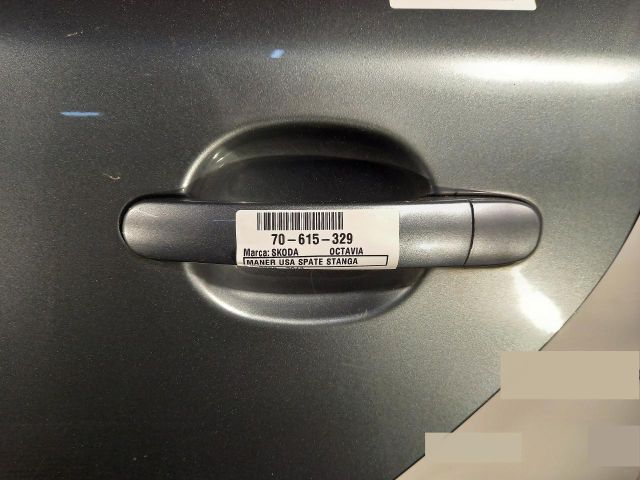 70-615-329
Marca: SKODA OCTAVIA
MANER USA SPATE STANGA